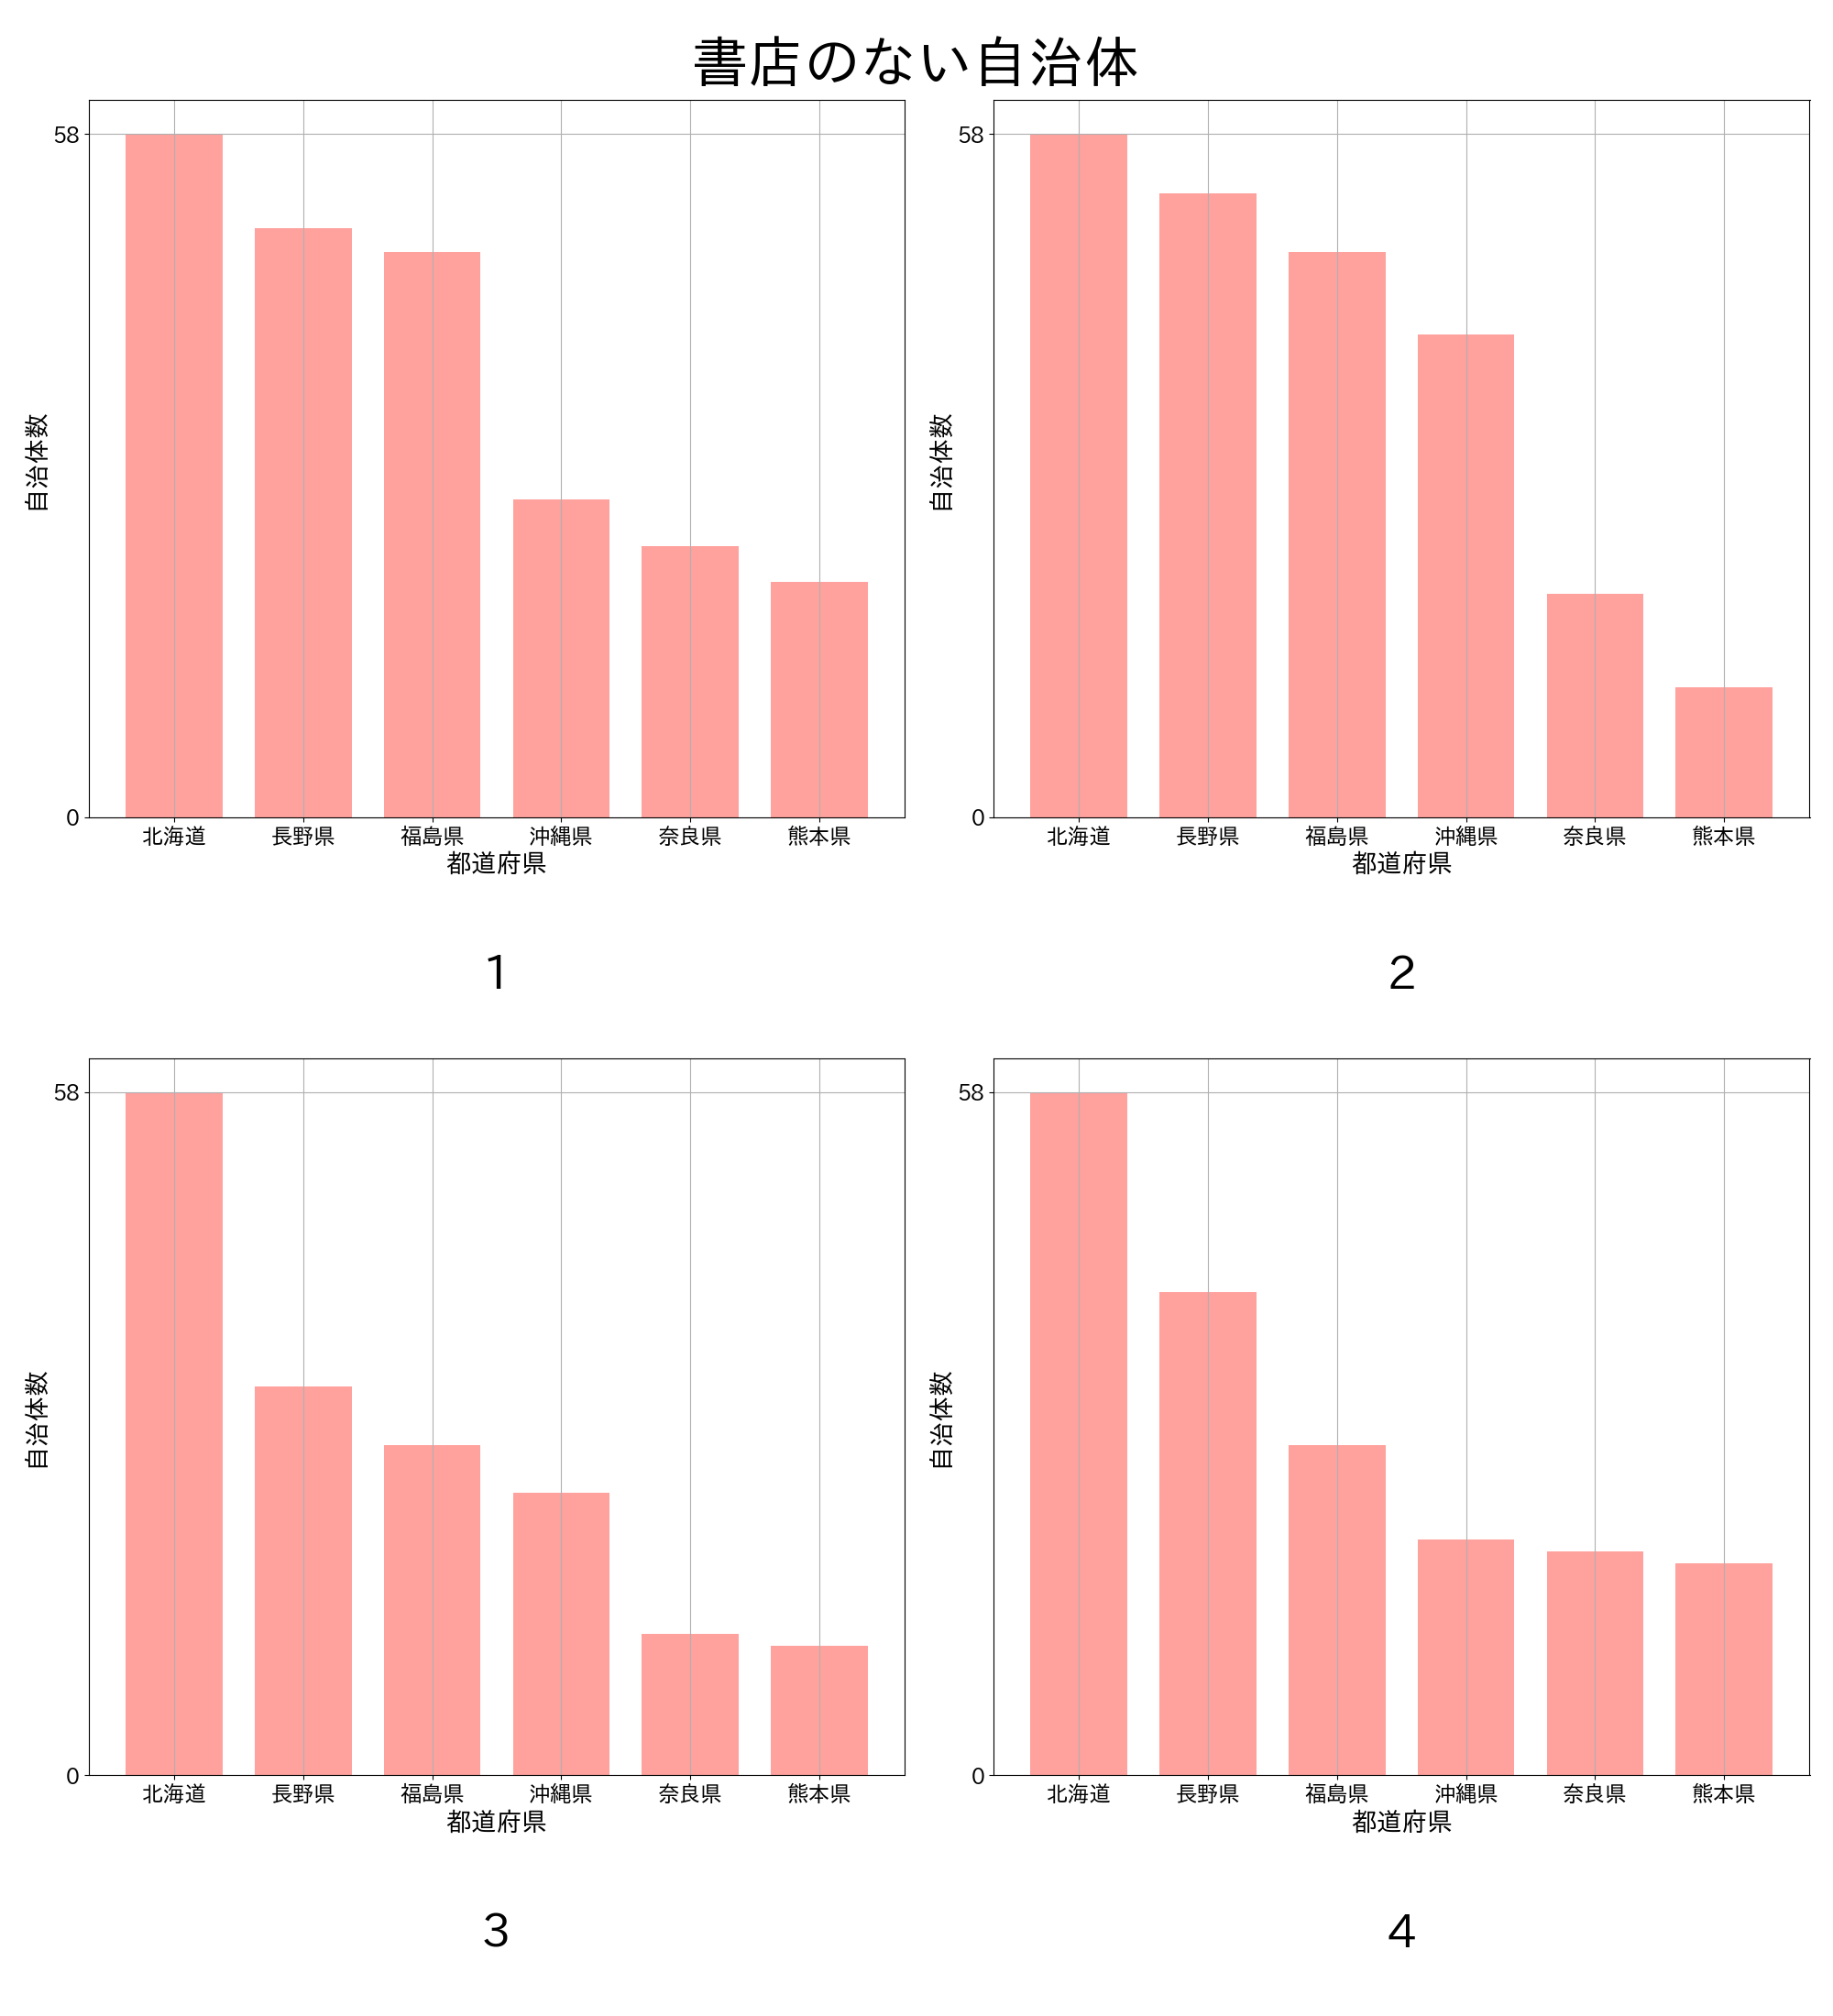 書店のない自治体
58
0
自治体数
北海道 長野県 福島県 沖縄県 奈良県 熊本県
都道府県
1
58
0
自治体数
北海道 長野県 福島県 沖縄県 奈良県 熊本県
都道府県
2
58
0
自治体数
北海道 長野県 福島県 沖縄県 奈良県 熊本県
都道府県
3
58
0
自治体数
北海道 長野県 福島県 沖縄県 奈良県 熊本県
都道府県
4